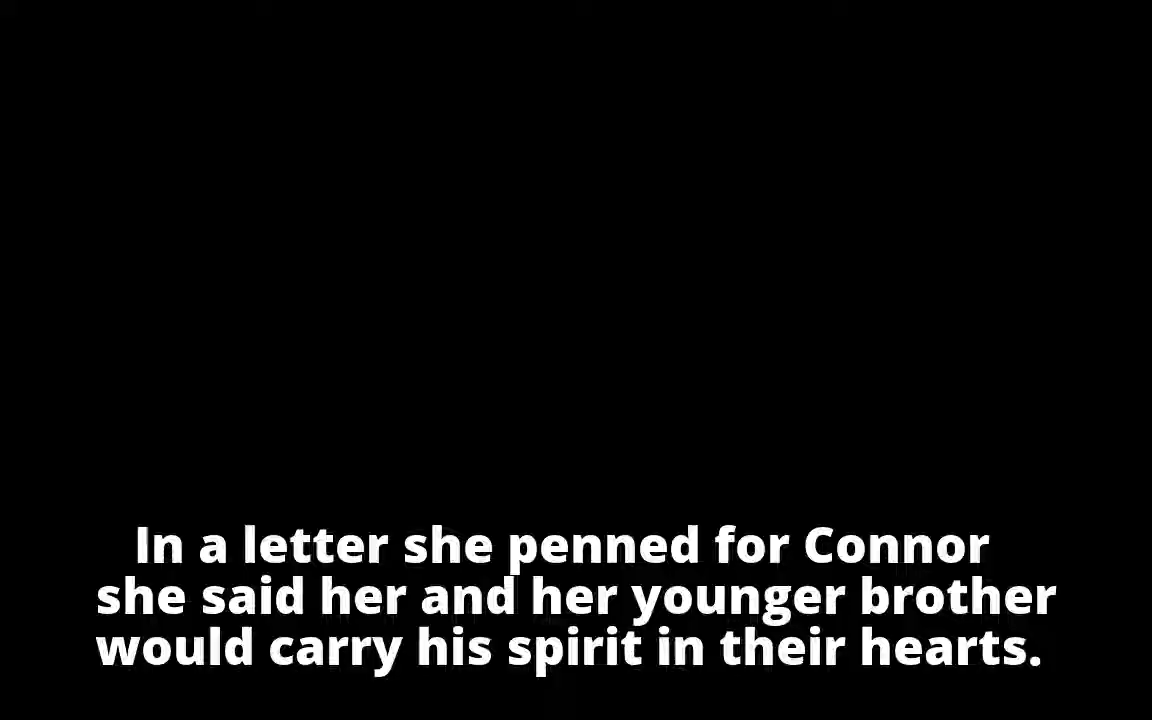 In a letter she penned for Connor
she said her and her younger brother
would carry his spirit in their hearts.